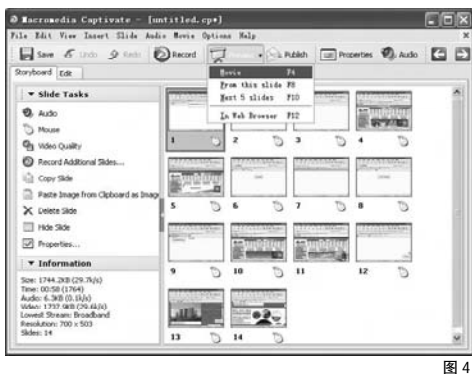 Macromedia Captivate - [untitled.cp*]
File Edit View Insert Slide Audio Movie Options Help
Save Undo Redo Record Publish Properties Audio
Storyboard Edit
Movie F4
From this slide F8
Next 5 slides F10
In Web Browser F12
Slide Tasks
Audio
Mouse
Video Quality
Record Additional Slides...
Copy Slide
Paste Image from Clipboard as Imag
Delete Slide
Hide Slide
Properties...
Information
Size: 1744.2KB (29.7k/s)
Time: 00:58 (1764)
Audio: 6.3KB (0.1k/s)
Video: 1737.9KB (29.6k/s)
Lowest Stream: Broadband
Resolution: 700 x 503
Slides: 14
1 2 3 4
5 6 7 8
9 10 11 12
13 14
图 4